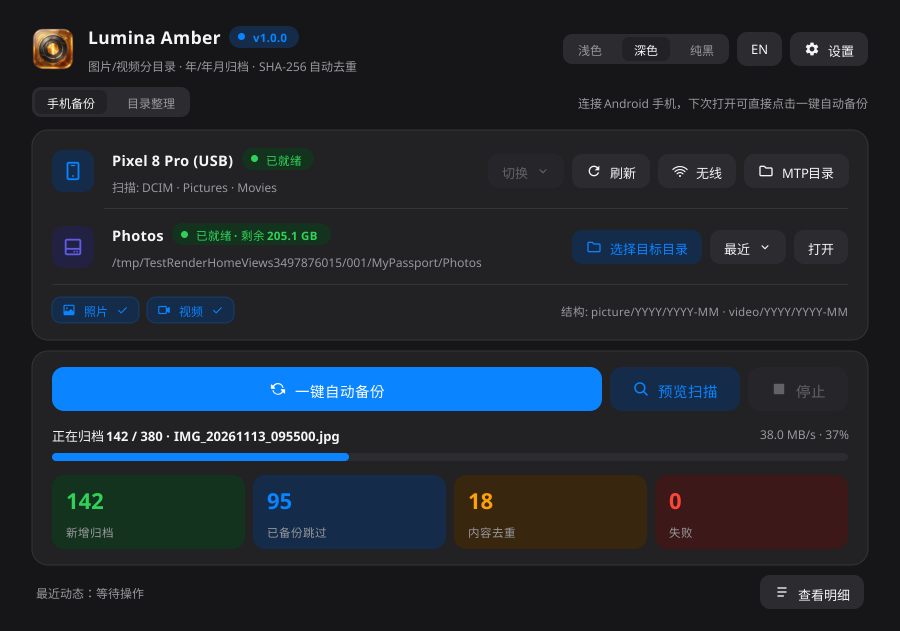 Lumina Amber v1.0.0
图片/视频分目录 · 年/年月归档 · SHA-256 自动去重
浅色 深色 纯黑 EN 设置
手机备份 目录整理
连接 Android 手机，下次打开可直接点击一键自动备份
Pixel 8 Pro (USB) 已就绪
扫描: DCIM · Pictures · Movies
切换 刷新 无线 MTP目录
Photos 已就绪 · 剩余 205.1 GB
/tmp/TestRenderHomeViews3497876015/001/MyPassport/Photos
选择目标目录 最近 打开
照片 视频
结构: picture/YYYY/YYYY-MM · video/YYYY/YYYY-MM
一键自动备份 预览扫描 停止
正在归档 142 / 380 · IMG_20261113_095500.jpg
38.0 MB/s · 37%
142
新增归档
95
已备份跳过
18
内容去重
0
失败
最近动态：等待操作
查看明细